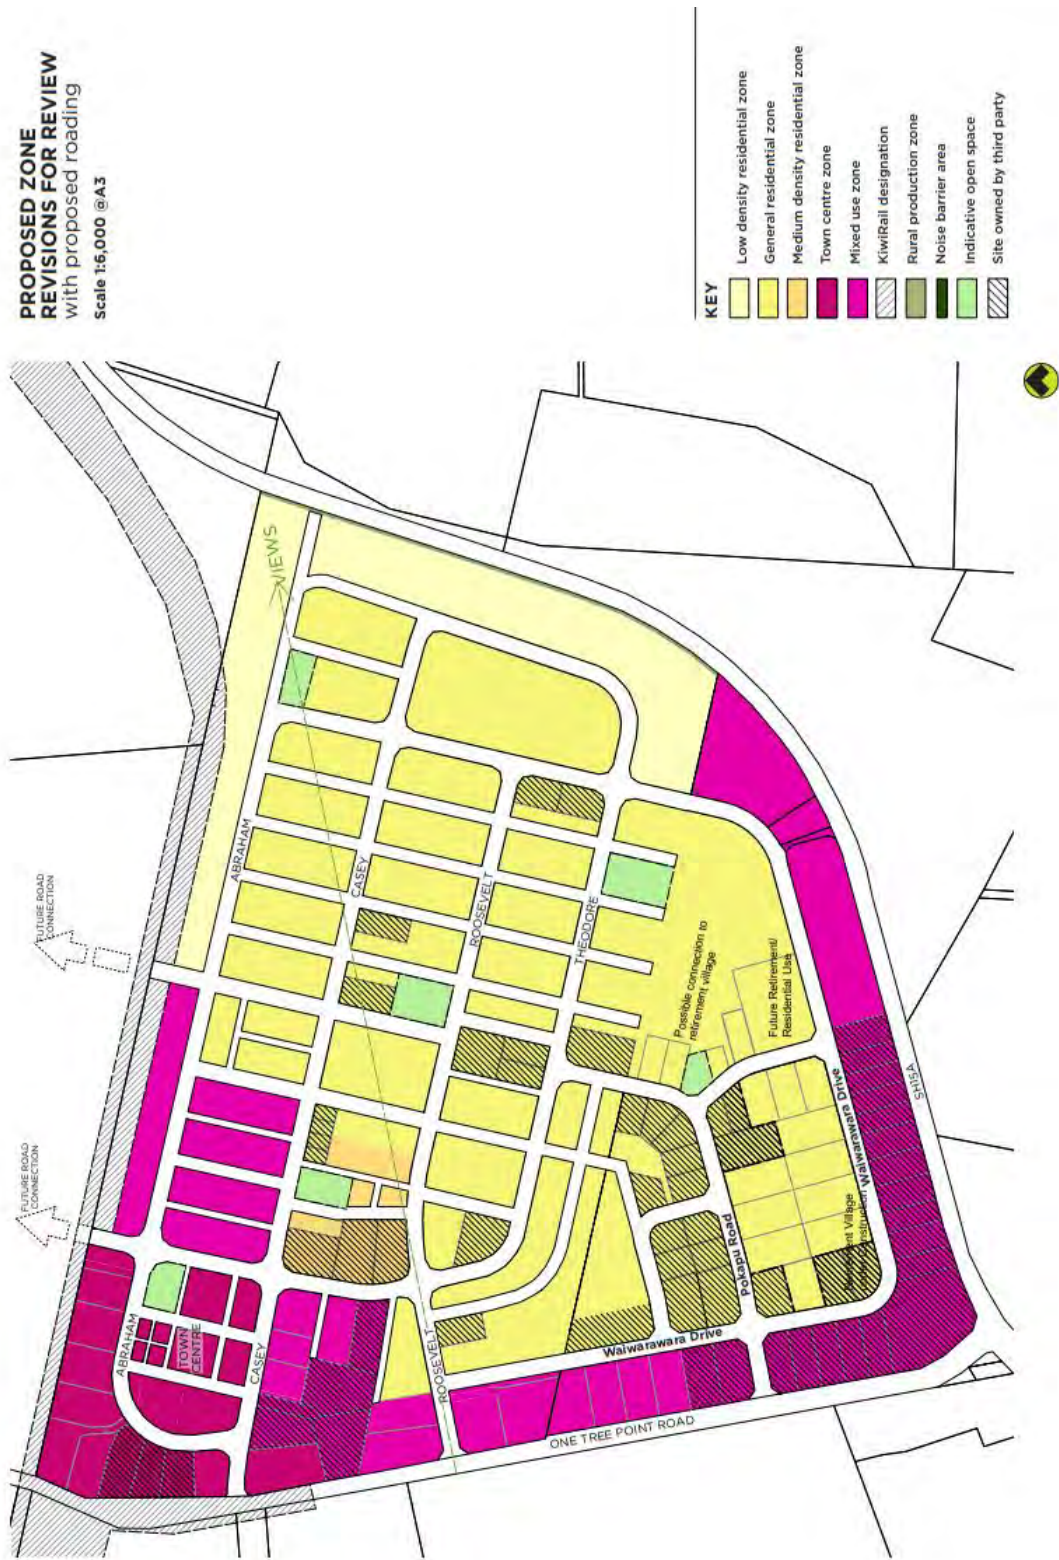 PROPOSED ZONE
REVISIONS FOR REVIEW
with proposed roading
Scale 1:6,000 @A3
KEY
Low density residential zone
General residential zone
Medium density residential zone
Town centre zone
Mixed use zone
KiwiRail designation
Rural production zone
Noise barrier area
Indicative open space
Site owned by third party
FUTURE ROAD
CONNECTION
FUTURE ROAD
CONNECTION
VIEWS
ABRAHAM
CASEY
ROOSEVELT
THEODORE
Possible connection to
retirement village
Future Retirement/
Residential Use
ABRAHAM
TOWN
CENTRE
CASEY
ROOSEVELT
Waiwarawara Drive
Pokapu Road
Waiwarawara Drive
Village
ONE TREE POINT ROAD
SH15A